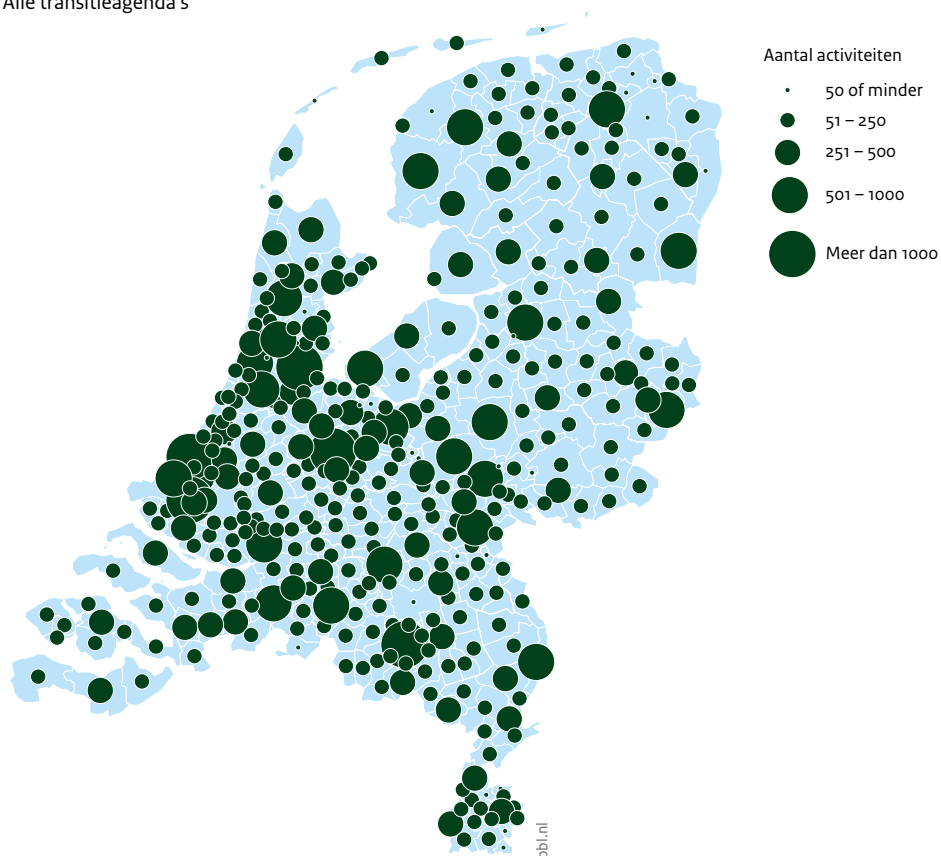 Alle transitieagenda's
Aantal activiteiten
50 of minder
51 – 250
251 – 500
501 – 1000
Meer dan 1000
pbl.nl